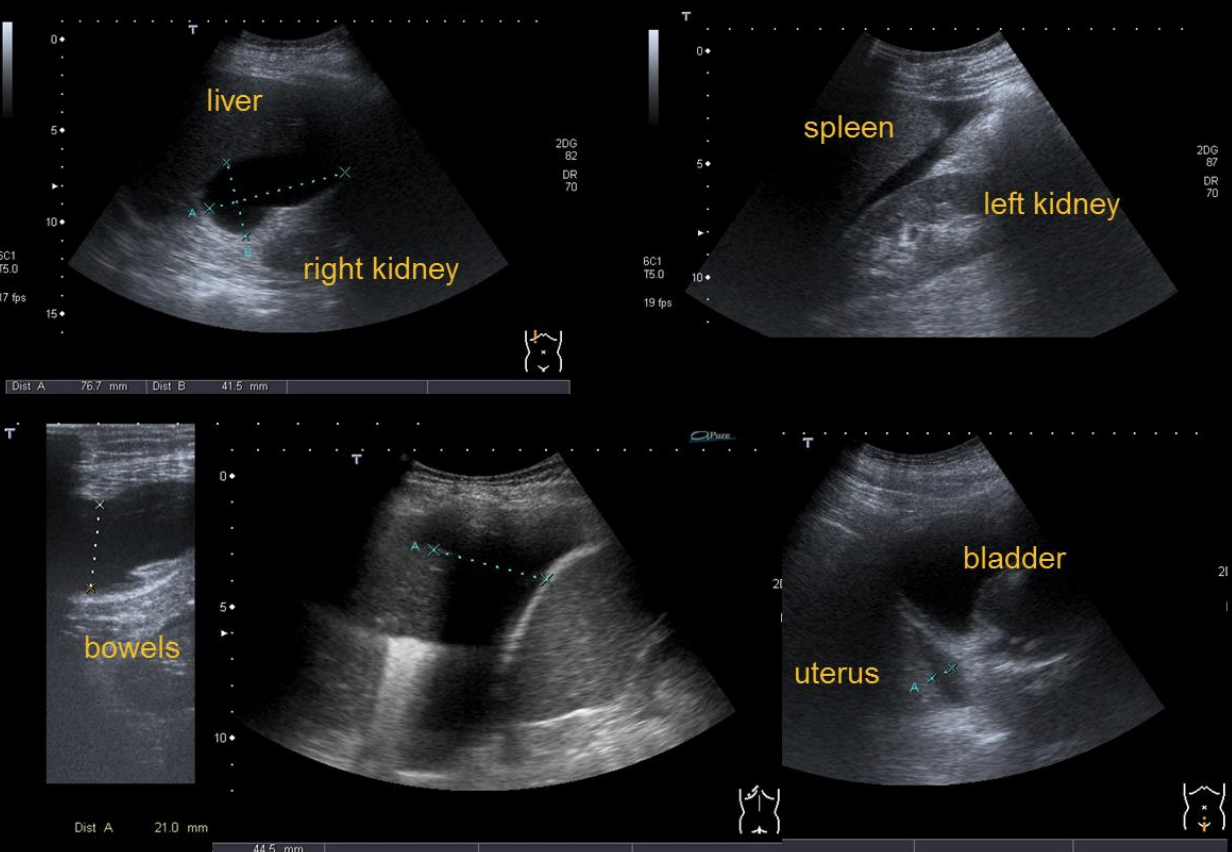 T
0
liver
5
2DG
82
DR
70
A
10
B
right kidney
6C1
T5.0
17 fps
15
Dist A 76.7 mm Dist B 41.5 mm
T
0
spleen
5
2DG
87
DR
70
left kidney
6C1
T5.0
10
19 fps
T
bowels
Dist A 21.0 mm
T
aPure
0
A
5
10
44.5 mm
T
bladder
uterus
A